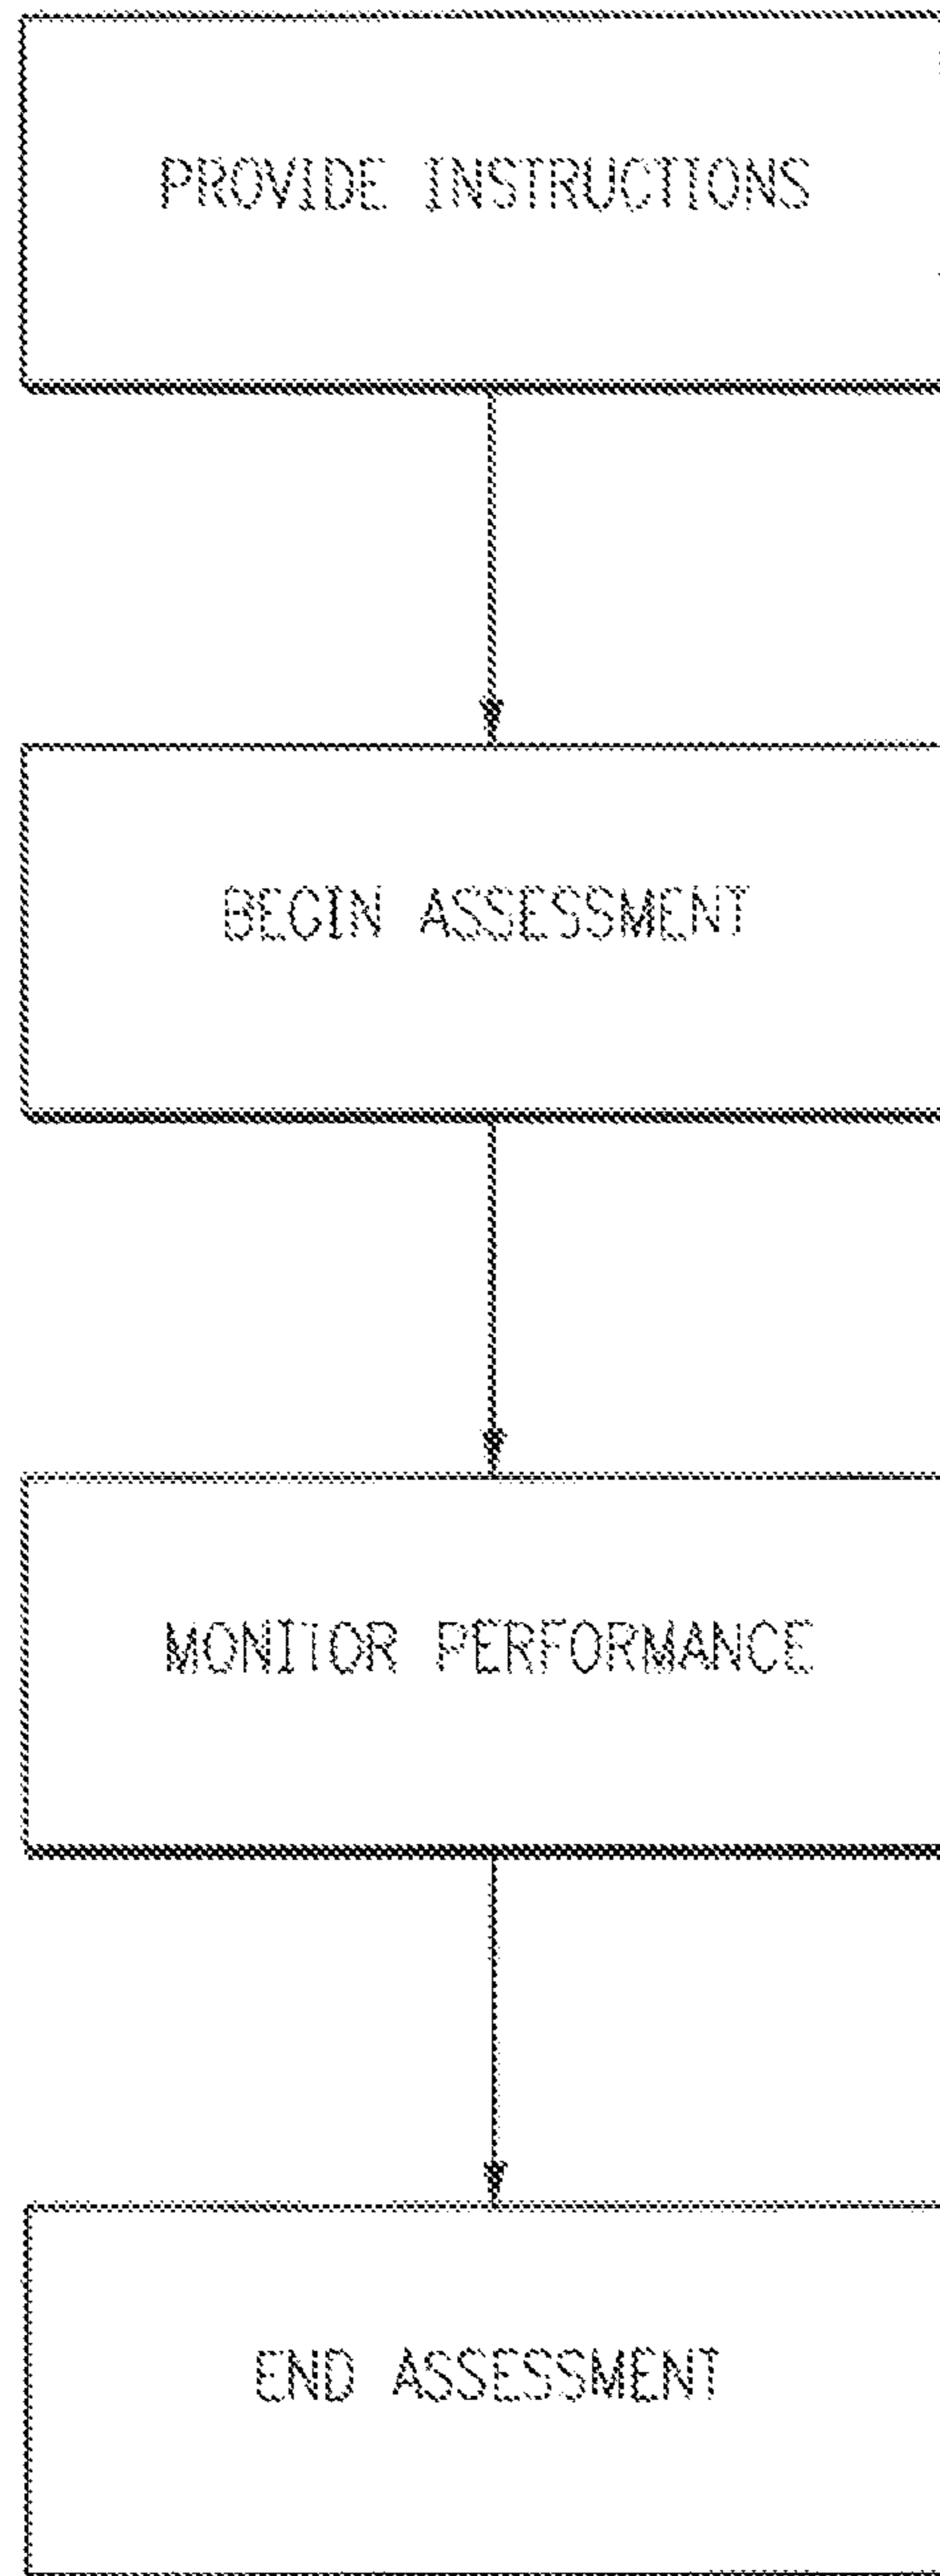 PROVIDE INSTRUCTIONS
BEGIN ASSESSMENT
MONITOR PERFORMANCE
END ASSESSMENT